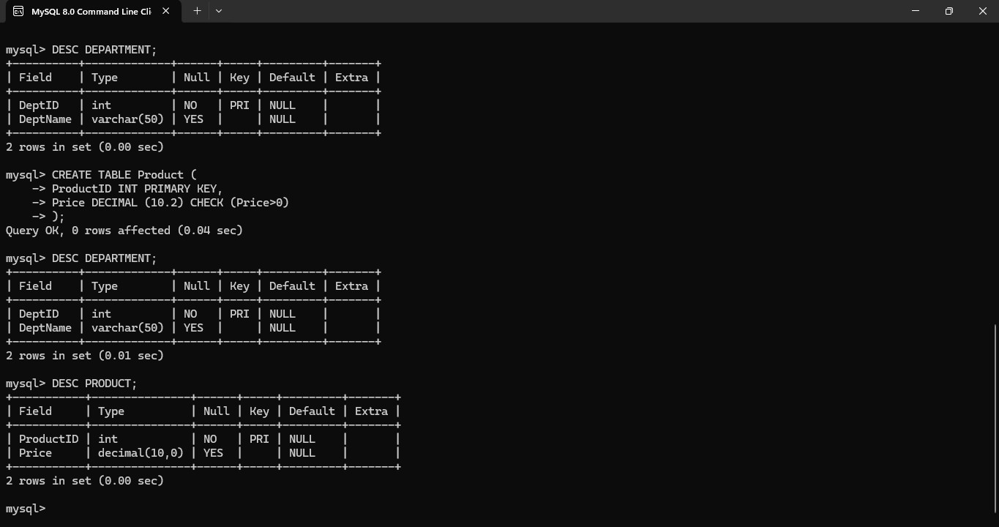 MySQL 8.0 Command Line Cli
mysql> DESC DEPARTMENT;
+----------+-------------+------+-----+---------+-------+
| Field    | Type        | Null | Key | Default | Extra |
+----------+-------------+------+-----+---------+-------+
| DeptID   | int         | NO   | PRI | NULL    |       |
| DeptName | varchar(50) | YES  |     | NULL    |       |
+----------+-------------+------+-----+---------+-------+
2 rows in set (0.00 sec)
mysql> CREATE TABLE Product (
    -> ProductID INT PRIMARY KEY,
    -> Price DECIMAL (10.2) CHECK (Price>0)
    -> );
Query OK, 0 rows affected (0.04 sec)
mysql> DESC DEPARTMENT;
+----------+-------------+------+-----+---------+-------+
| Field    | Type        | Null | Key | Default | Extra |
+----------+-------------+------+-----+---------+-------+
| DeptID   | int         | NO   | PRI | NULL    |       |
| DeptName | varchar(50) | YES  |     | NULL    |       |
+----------+-------------+------+-----+---------+-------+
2 rows in set (0.01 sec)
mysql> DESC PRODUCT;
+-----------+---------------+------+-----+---------+-------+
| Field     | Type          | Null | Key | Default | Extra |
+-----------+---------------+------+-----+---------+-------+
| ProductID | int           | NO   | PRI | NULL    |       |
| Price     | decimal(10,0) | YES  |     | NULL    |       |
+-----------+---------------+------+-----+---------+-------+
2 rows in set (0.00 sec)
mysql>